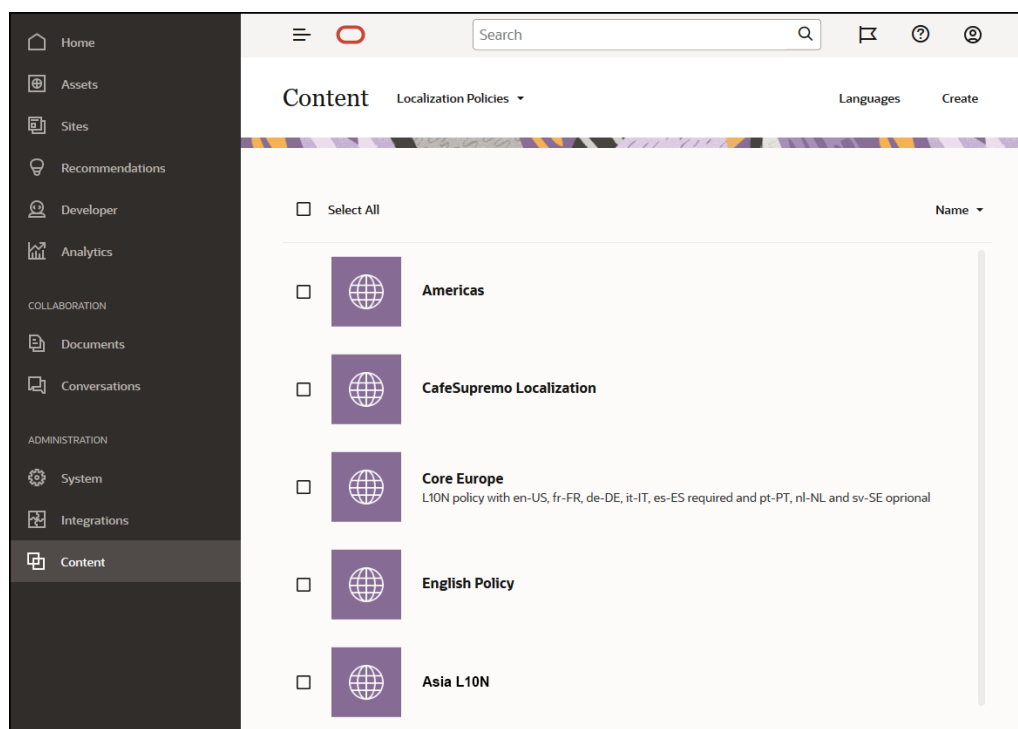 Home
Assets
Sites
Recommendations
Developer
Analytics
COLLABORATION
Documents
Conversations
ADMINISTRATION
System
Integrations
Content
Search
Content Localization Policies Languages Create
Select All Name
Americas
CafeSupremo Localization
Core Europe
L10N policy with en-US, fr-FR, de-DE, it-IT, es-ES required and pt-PT, nl-NL and sv-SE oprional
English Policy
Asia L10N